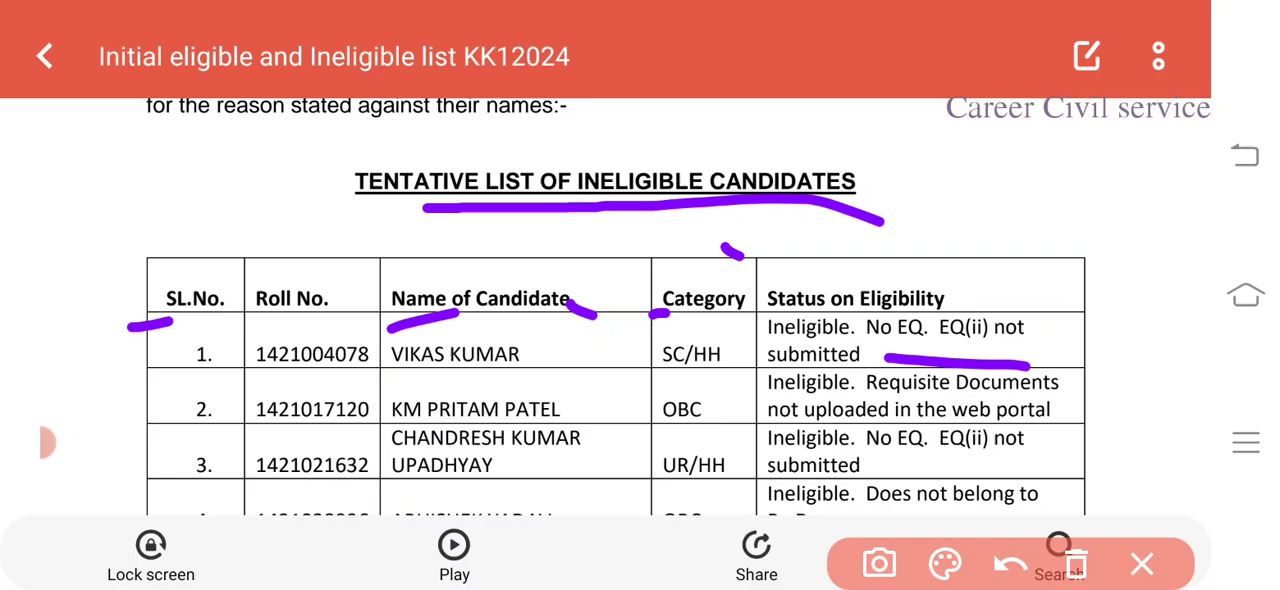 Initial eligible and Ineligible list KK12024
for the reason stated against their names:-
Career Civil service
TENTATIVE LIST OF INELIGIBLE CANDIDATES
SL.No. Roll No. Name of Candidate Category Status on Eligibility
1. 1421004078 VIKAS KUMAR SC/HH Ineligible. No EQ. EQ(ii) not
submitted
2. 1421017120 KM PRITAM PATEL OBC Ineligible. Requisite Documents
not uploaded in the web portal
3. 1421021632 CHANDRESH KUMAR
UPADHYAY UR/HH Ineligible. No EQ. EQ(ii) not
submitted
Ineligible. Does not belong to
Lock screen
Play
Share
Search